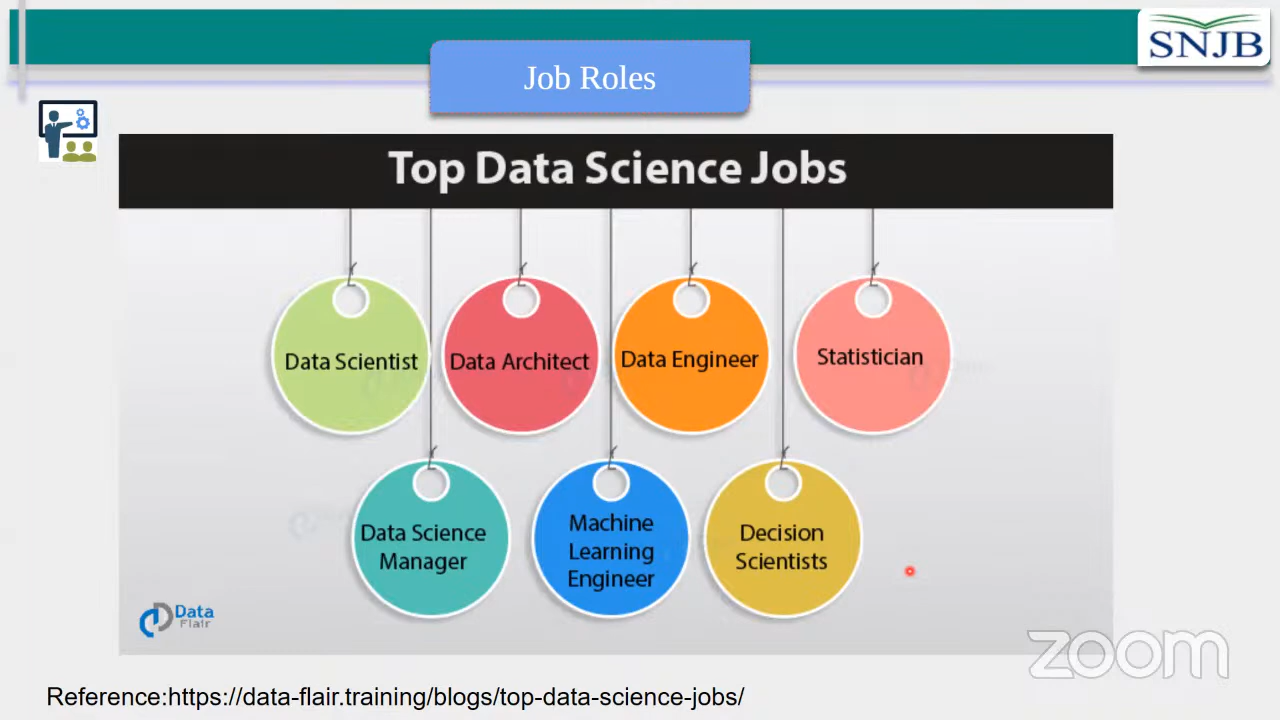 SNJB
Job Roles
Top Data Science Jobs
Data Scientist
Data Architect
Data Engineer
Statistician
Data Science
Manager
Machine
Learning
Engineer
Decision
Scientists
Data
Flair
zoom
Reference:https://data-flair.training/blogs/top-data-science-jobs/